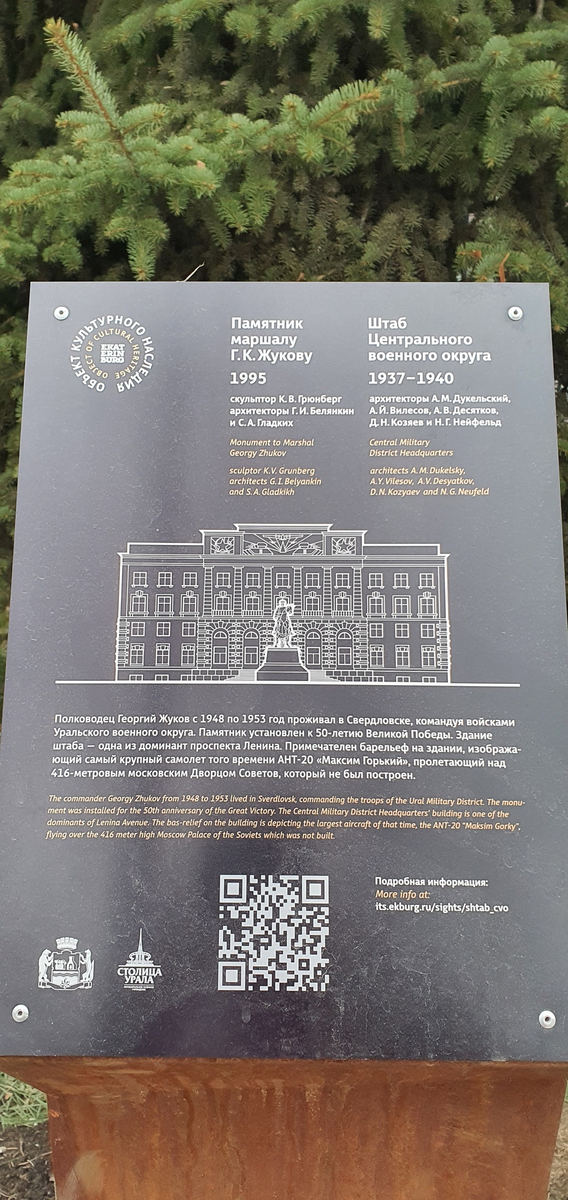 ОБЪЕКТ КУЛЬТУРНОГО НАСЛЕДИЯ
OBJECT OF CULTURAL HERITAGE
EKAT
ERIN
BURG
Памятник
маршалу
Г. К. Жукову
1995
скульптор К. В. Грюнберг
архитекторы Г. И. Белянкин
и С. А. Гладких
Monument to Marshal
Georgy Zhukov
sculptor K.V. Grunberg
architects G.I. Belyankin
and S.A. Gladkikh
Штаб
Центрального
военного округа
1937–1940
архитекторы А. М. Дукельский,
А. Й. Вилесов, А. В. Десятков,
Д. Н. Козяев и Н. Г. Нейфельд
Central Military
District Headquarters
architects A. M. Dukelsky,
A.Y. Vilesov, A.V. Desyatkov,
D. N. Kozyaev and N. G. Neufeld
Полководец Георгий Жуков с 1948 по 1953 год проживал в Свердловске, командуя войсками
Уральского военного округа. Памятник установлен к 50-летию Великой Победы. Здание
штаба — одна из доминант проспекта Ленина. Примечателен барельеф на здании, изобража-
ющий самый крупный самолет того времени АНТ-20 «Максим Горький», пролетающий над
416-метровым московским Дворцом Советов, который не был построен.
The commander Georgy Zhukov from 1948 to 1953 lived in Sverdlovsk, commanding the troops of the Ural Military District. The monu-
ment was installed for the 50th anniversary of the Great Victory. The Central Military District Headquarters' building is one of the
dominants of Lenina Avenue. The bas-relief on the building is depicting the largest aircraft of that time, the ANT-20 "Maksim Gorky",
flying over the 416 meter high Moscow Palace of the Soviets which was not built.
Подробная информация:
More info at:
its.ekburg.ru/sights/shtab_cvo
СТОЛИЦА
УРАЛА